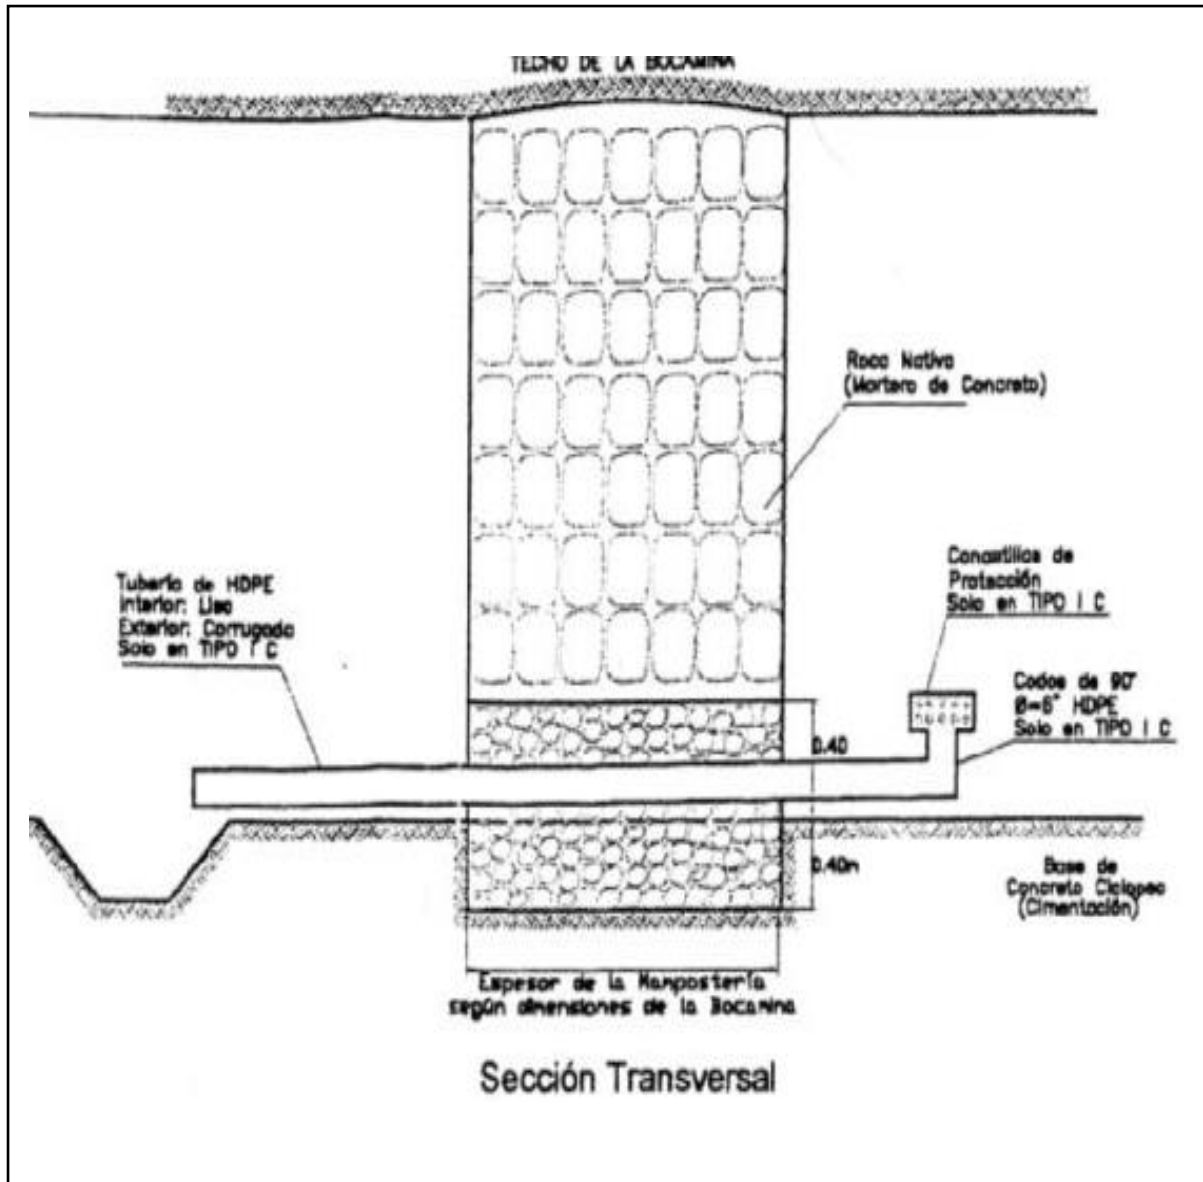 TECHO DE LA BOCAMINA
Roca Nativa
(Mortero de Concreto)
Canastillas de
Protección
Solo en TIPO I C
Tubería de HDPE
Interior: Liso
Exterior: Corrugado
Solo en TIPO I C
Codos de 90°
Ø=6" HDPE
Solo en TIPO I C
0.40
0.40m
Base de
Concreto Ciclopeo
(Cimentación)
Espesor de la Mampostería
según dimensiones de la Bocamina
Sección Transversal